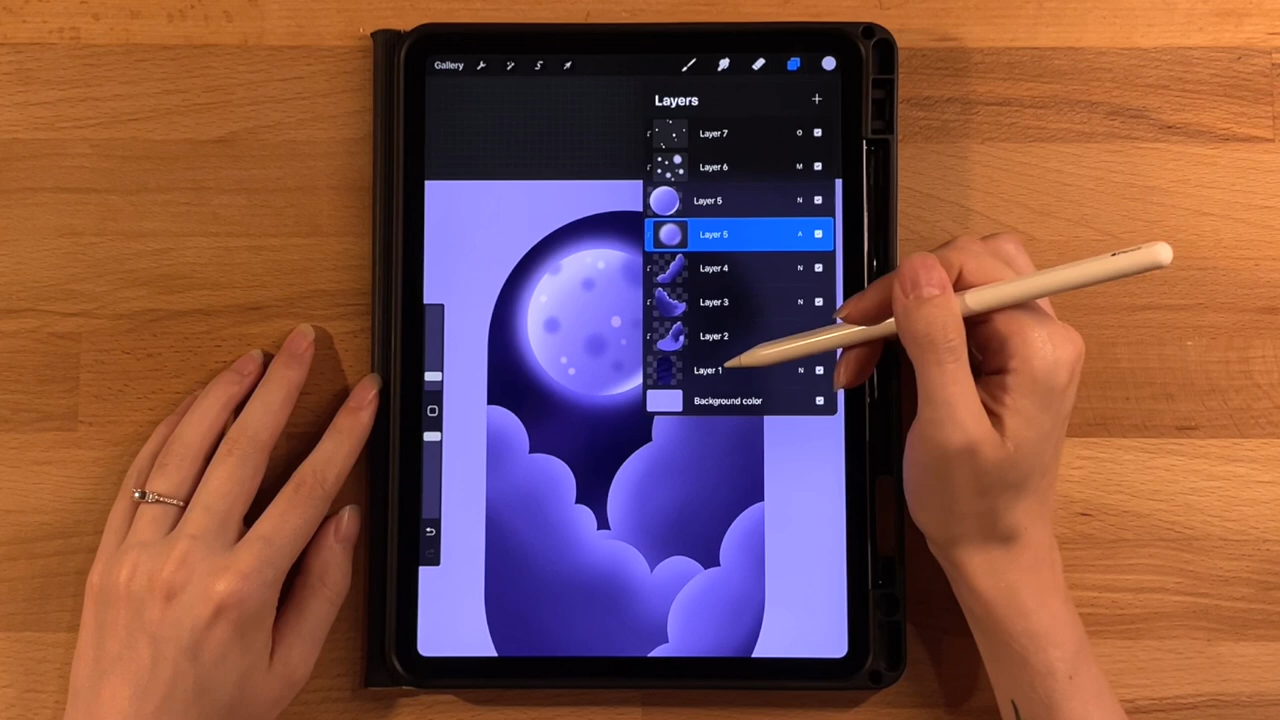 Gallery
Layers
Layer 7 O
Layer 6 M
Layer 5 N
Layer 5 A
Layer 4 N
Layer 3 N
Layer 2
Layer 1 N
Background color